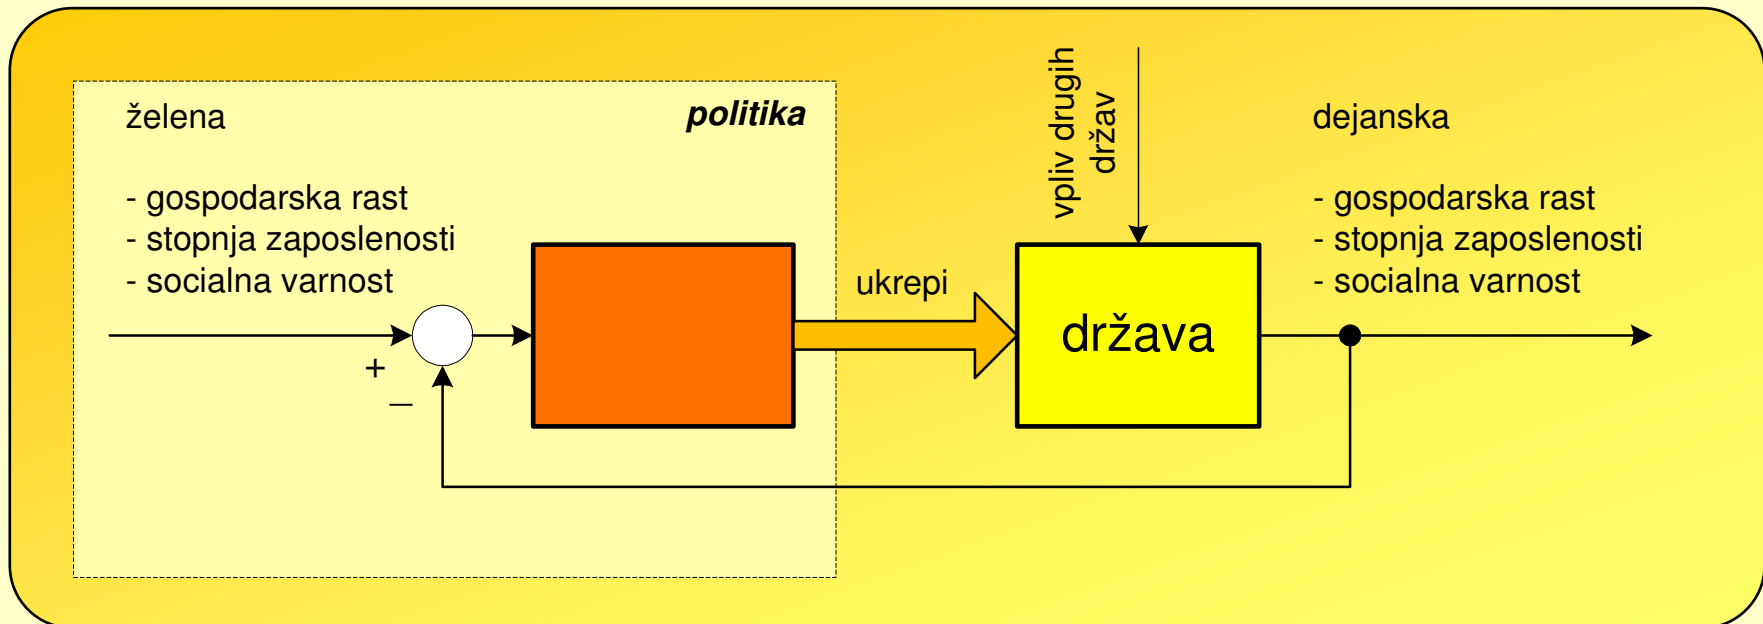 želena
- gospodarska rast
- stopnja zaposlenosti
- socialna varnost
politika
+
–
ukrepi
vpliv drugih
držav
država
dejanska
- gospodarska rast
- stopnja zaposlenosti
- socialna varnost